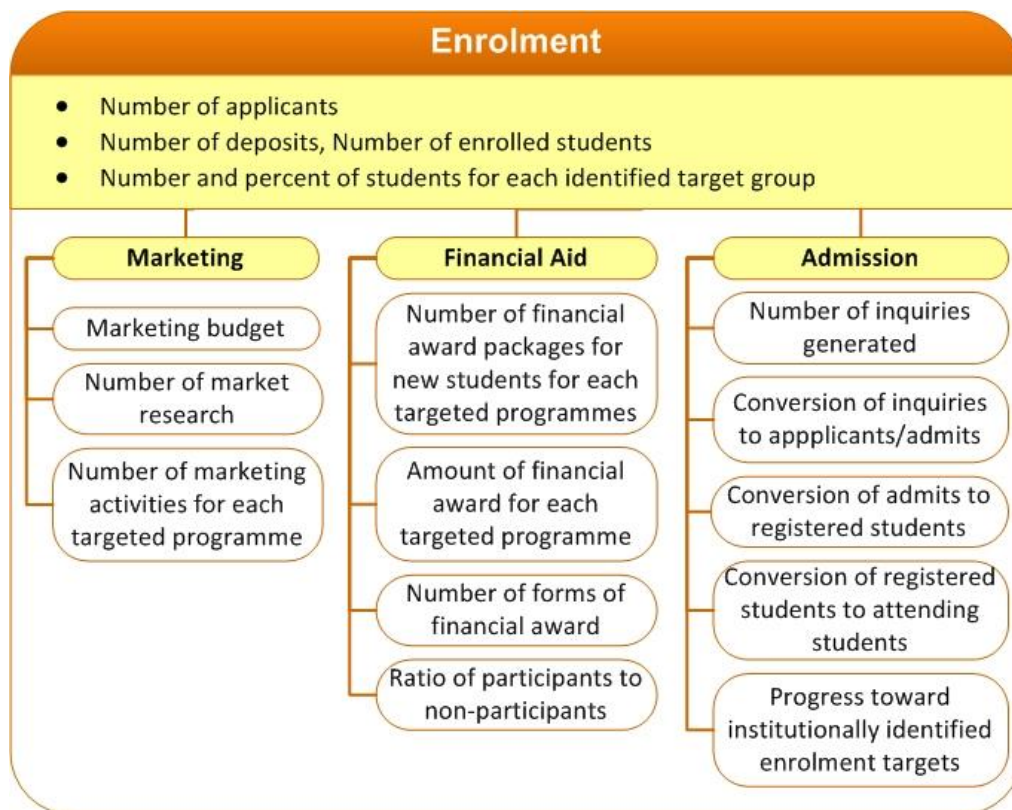 Enrolment
• Number of applicants
• Number of deposits, Number of enrolled students
• Number and percent of students for each identified target group
Marketing
Marketing budget
Number of market
research
Number of marketing
activities for each
targeted programme
Financial Aid
Number of financial
award packages for
new students for each
targeted programmes
Amount of financial
award for each
targeted programme
Number of forms of
financial award
Ratio of participants to
non-participants
Admission
Number of inquiries
generated
Conversion of inquiries
to appplicants/admits
Conversion of admits to
registered students
Conversion of registered
students to attending
students
Progress toward
institutionally identified
enrolment targets